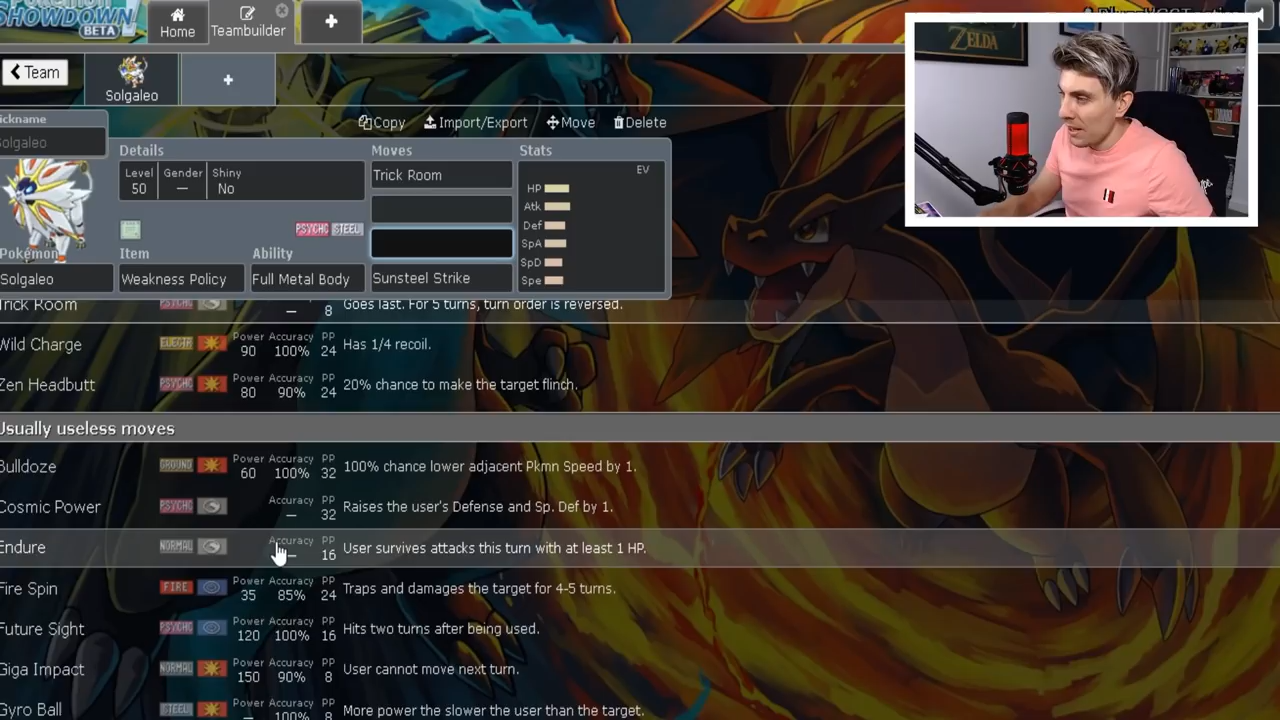 SHOWDOWN
BETA
Home
Teambuilder
+
Team
Solgaleo
+
ickname
Solgaleo
Copy
Import/Export
Move
Delete
Details
Level
50
Gender
—
Shiny
No
PSYCHC STEEL
Pokémon
Solgaleo
Item
Weakness Policy
Ability
Full Metal Body
Moves
Trick Room
Sunsteel Strike
Stats
EV
HP
Atk
Def
SpA
SpD
Spe
Trick Room PSYCHC — 8 Goes last. For 5 turns, turn order is reversed.
Wild Charge ELECTR Power 90 Accuracy 100% PP 24 Has 1/4 recoil.
Zen Headbutt PSYCHC Power 80 Accuracy 90% PP 24 20% chance to make the target flinch.
Usually useless moves
Bulldoze GROUND Power 60 Accuracy 100% PP 32 100% chance lower adjacent Pkmn Speed by 1.
Cosmic Power PSYCHC Accuracy — PP 32 Raises the user's Defense and Sp. Def by 1.
Endure NORMAL Accuracy — PP 16 User survives attacks this turn with at least 1 HP.
Fire Spin FIRE Power 35 Accuracy 85% PP 24 Traps and damages the target for 4-5 turns.
Future Sight PSYCHC Power 120 Accuracy 100% PP 16 Hits two turns after being used.
Giga Impact NORMAL Power 150 Accuracy 90% PP 8 User cannot move next turn.
Gyro Ball STEEL Power — Accuracy 100% PP 8 More power the slower the user than the target.
ZELDA